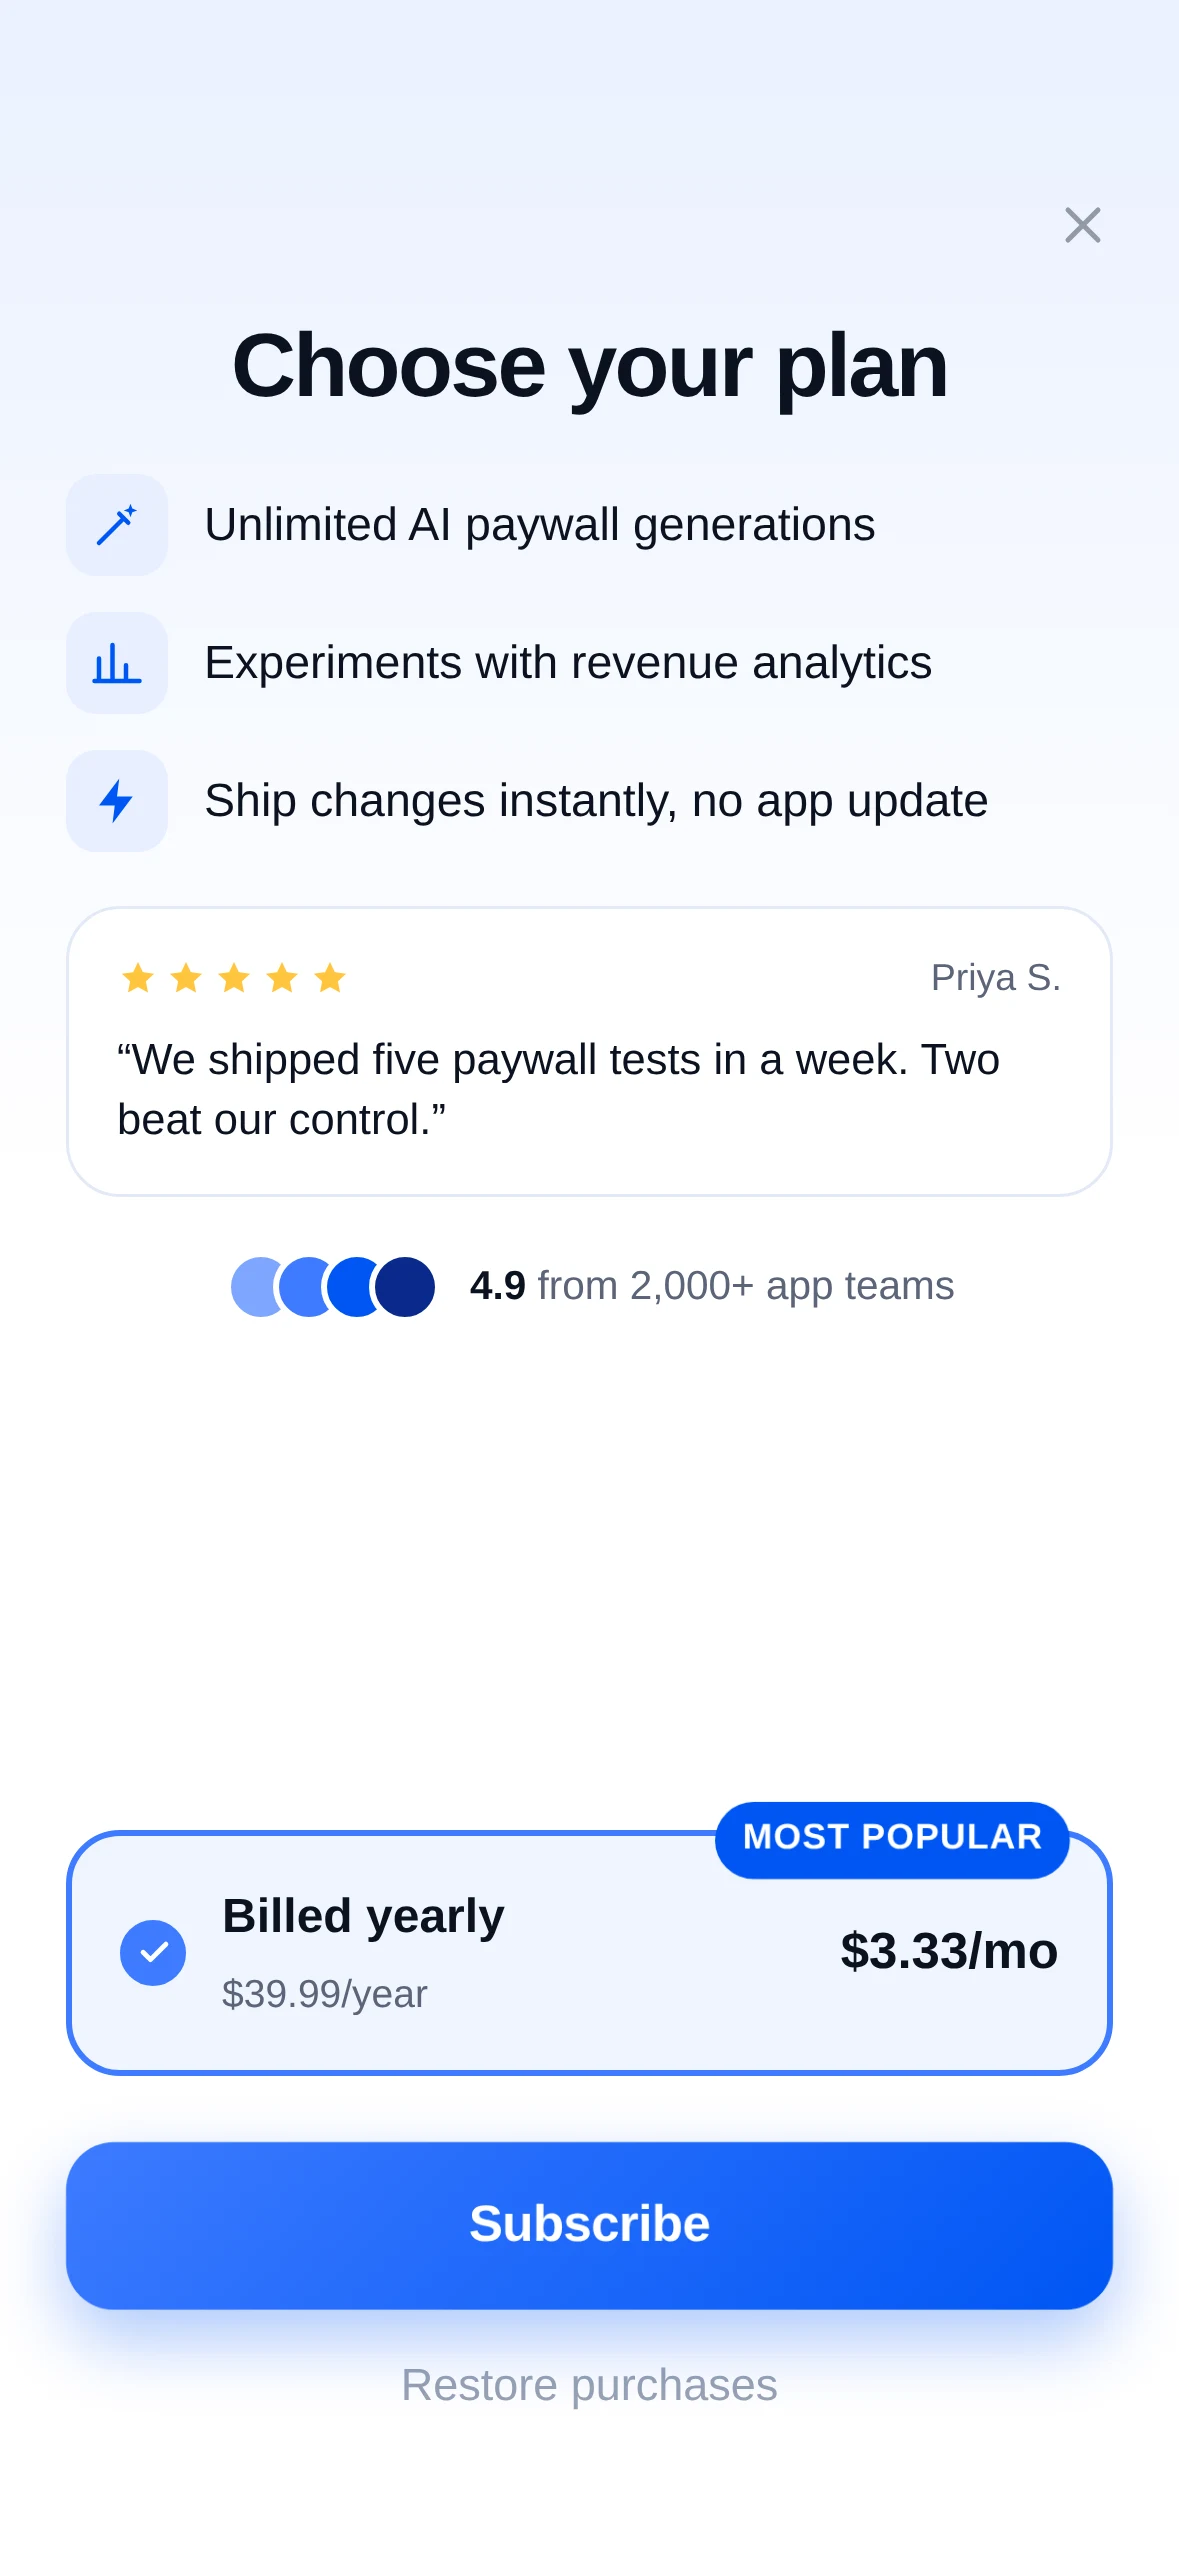 Choose your plan
Unlimited AI paywall generations
Experiments with revenue analytics
Ship changes instantly, no app update
Priya S.
“We shipped five paywall tests in a week. Two
beat our control.”
4.9 from 2,000+ app teams
MOST POPULAR
Billed yearly
$3.33/mo
$39.99/year
Subscribe
Restore purchases